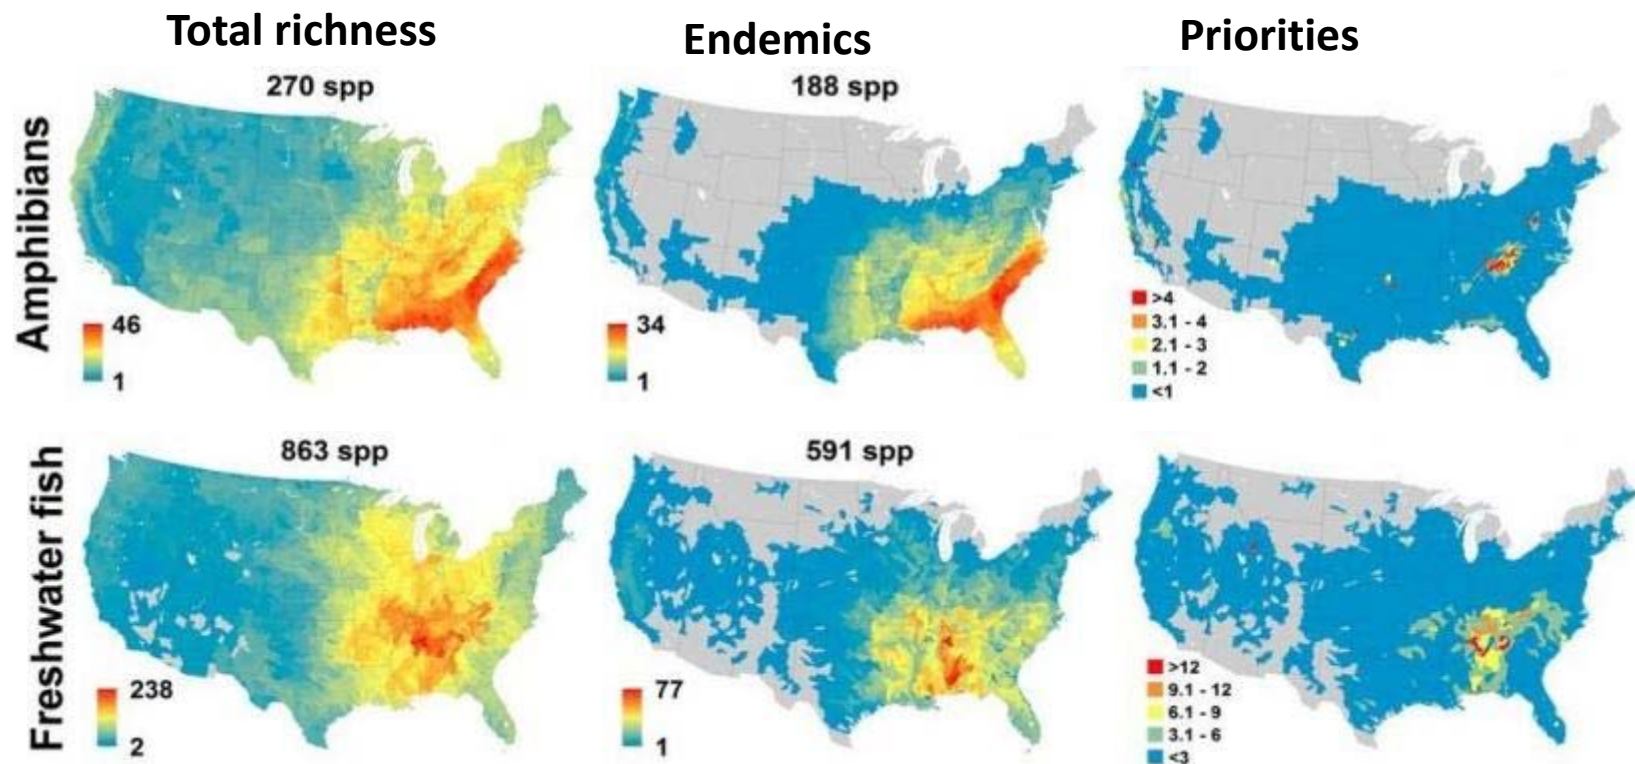 Total richness
Endemics
Priorities
Amphibians
270 spp
46
1
188 spp
34
1
>4
3.1 - 4
2.1 - 3
1.1 - 2
<1
Freshwater fish
863 spp
238
2
591 spp
77
1
>12
9.1 - 12
6.1 - 9
3.1 - 6
<3